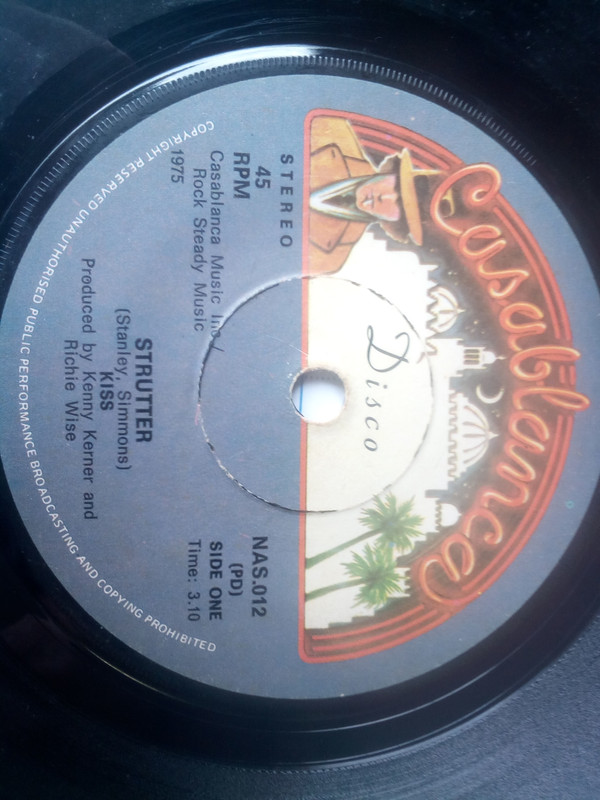 Casablanca
Disco
STEREO
45
RPM
Casablanca Music Inc/
Rock Steady Music
1975
NAS.012
(PD)
SIDE ONE
Time: 3.10
STRUTTER
(Stanley, Simmons)
KISS
Produced by Kenny Kerner and
Richie Wise
COPYRIGHT RESERVED UNAUTHORISED PUBLIC PERFORMANCE BROADCASTING AND COPYING PROHIBITED